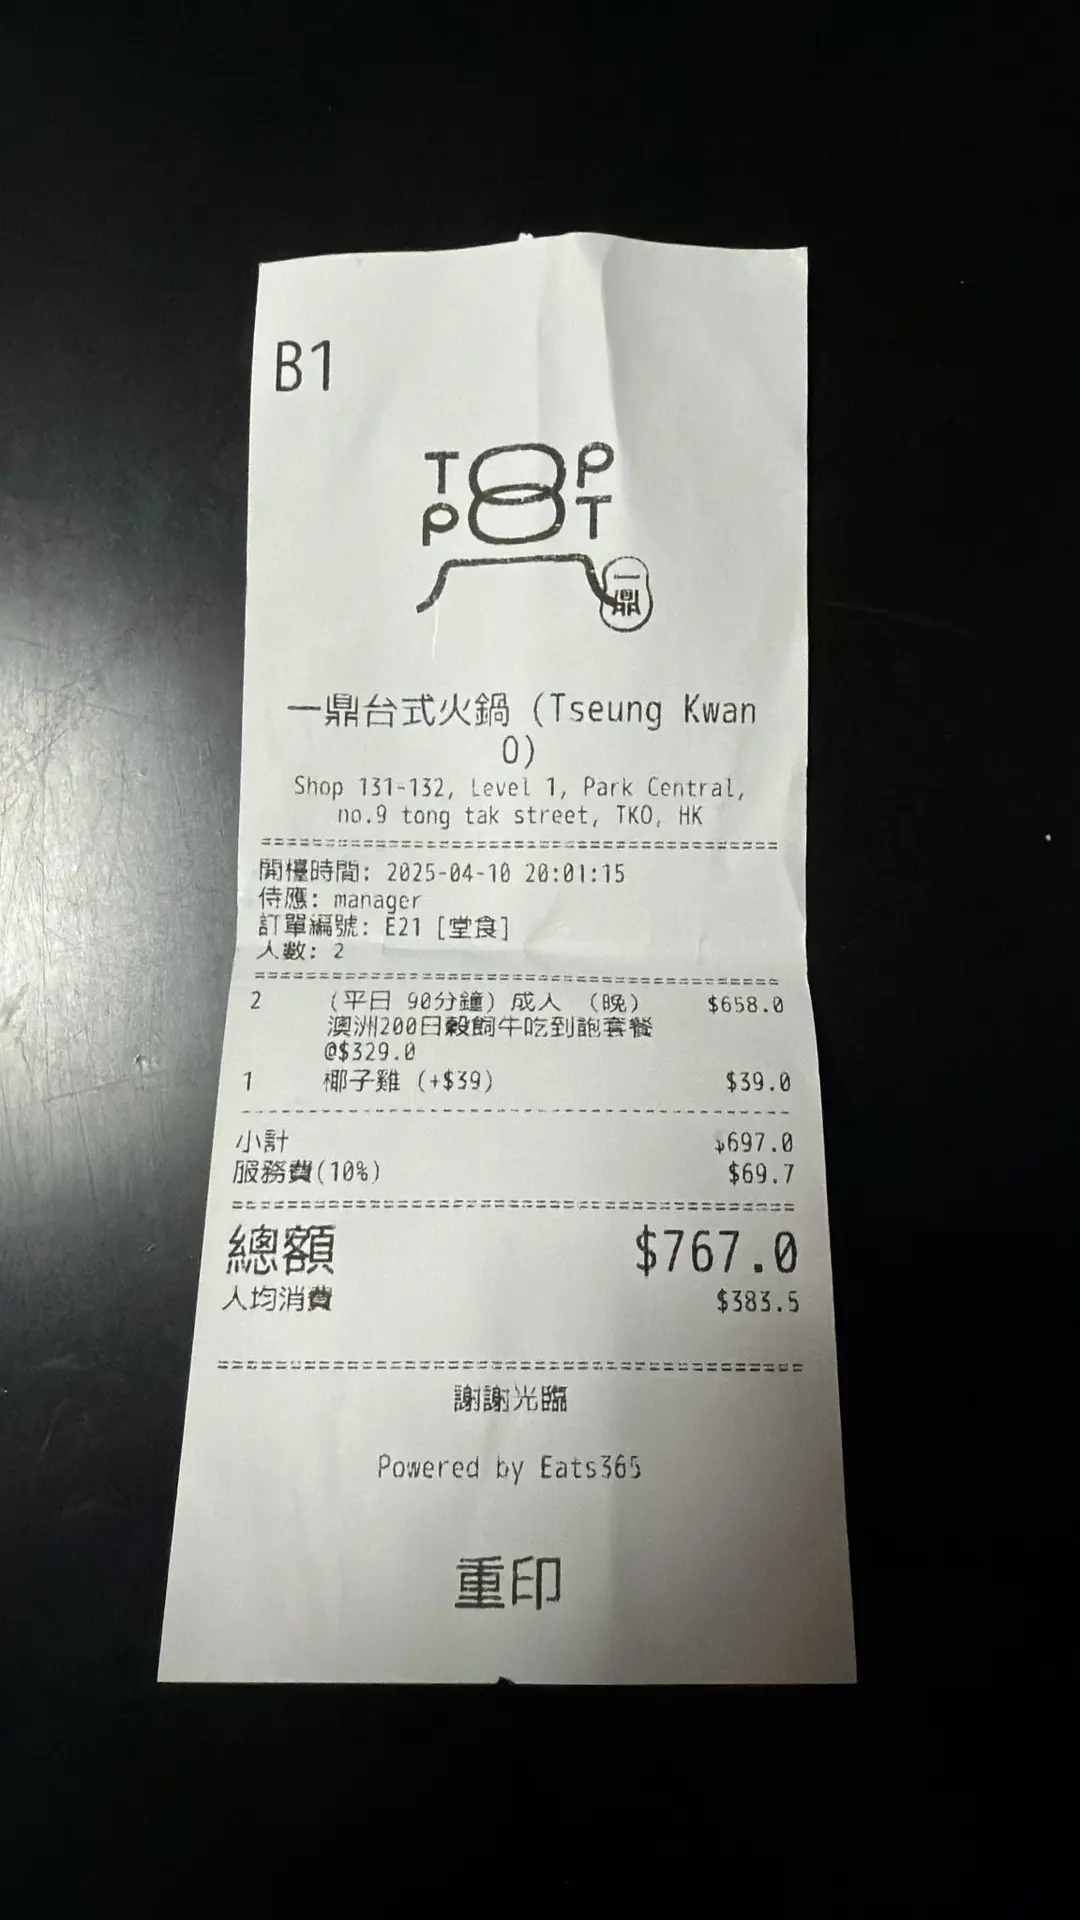 B1
TOP
POT
一鼎
一鼎台式火鍋 (Tseung Kwan
O)
Shop 131-132, Level 1, Park Central,
no.9 tong tak street, TKO, HK
開檯時間: 2025-04-10 20:01:15
侍應: manager
訂單編號: E21 [堂食]
人數: 2
2 (平日 90分鐘) 成人 (晚) $658.0
澳洲200日穀飼牛吃到飽套餐
@$329.0
1 椰子雞 (+$39) $39.0
小計 $697.0
服務費(10%) $69.7
總額 $767.0
人均消費 $383.5
謝謝光臨
Powered by Eats365
重印